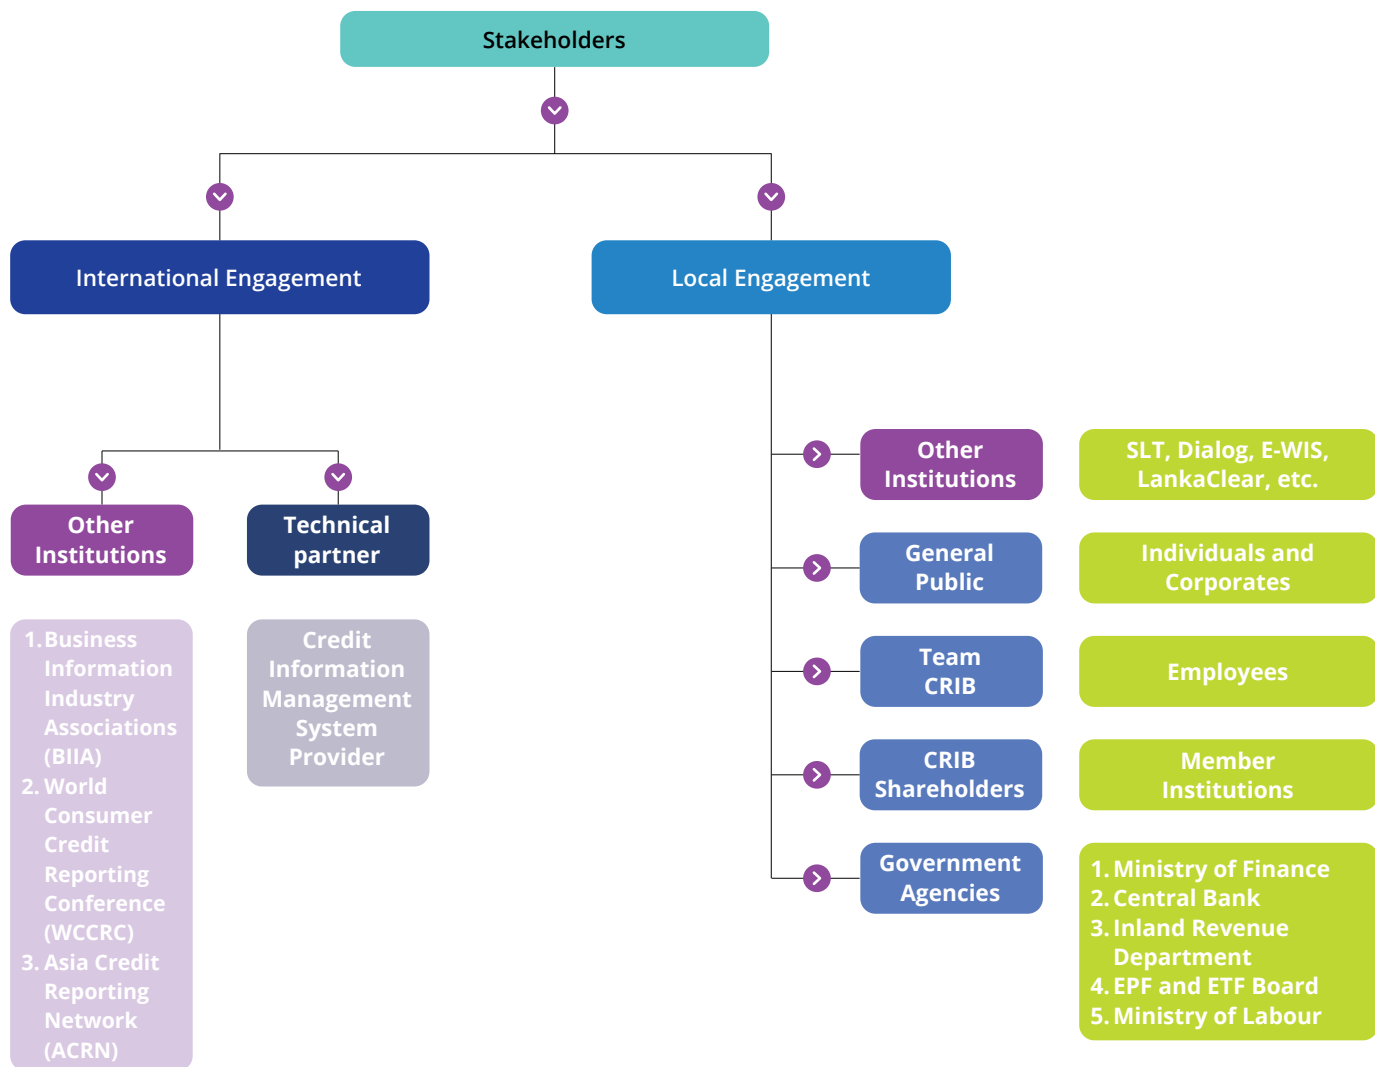 Stakeholders
International Engagement
Local Engagement
Other
Institutions
Technical
partner
1. Business
Information
Industry
Associations
(BIIA)
2. World
Consumer
Credit
Reporting
Conference
(WCCRC)
3. Asia Credit
Reporting
Network
(ACRN)
Credit
Information
Management
System
Provider
Other
Institutions
SLT, Dialog, E-WIS,
LankaClear, etc.
General
Public
Individuals and
Corporates
Team
CRIB
Employees
CRIB
Shareholders
Member
Institutions
Government
Agencies
1. Ministry of Finance
2. Central Bank
3. Inland Revenue
Department
4. EPF and ETF Board
5. Ministry of Labour